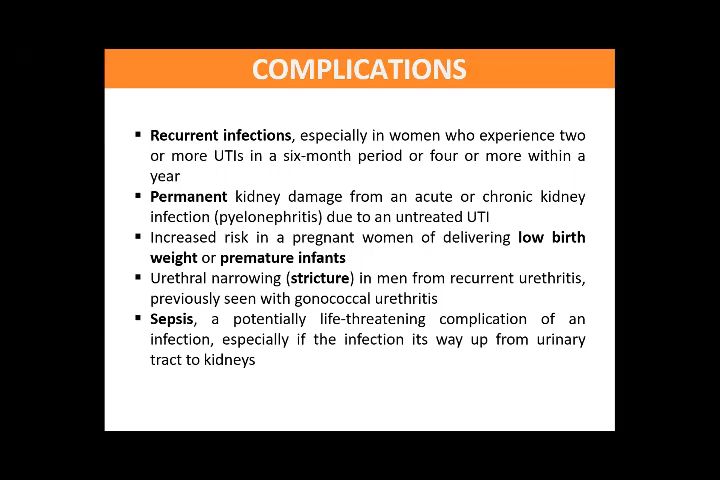 COMPLICATIONS
▪ Recurrent infections, especially in women who experience two
or more UTIs in a six-month period or four or more within a
year
▪ Permanent kidney damage from an acute or chronic kidney
infection (pyelonephritis) due to an untreated UTI
▪ Increased risk in a pregnant women of delivering low birth
weight or premature infants
▪ Urethral narrowing (stricture) in men from recurrent urethritis,
previously seen with gonococcal urethritis
▪ Sepsis, a potentially life-threatening complication of an
infection, especially if the infection its way up from urinary
tract to kidneys